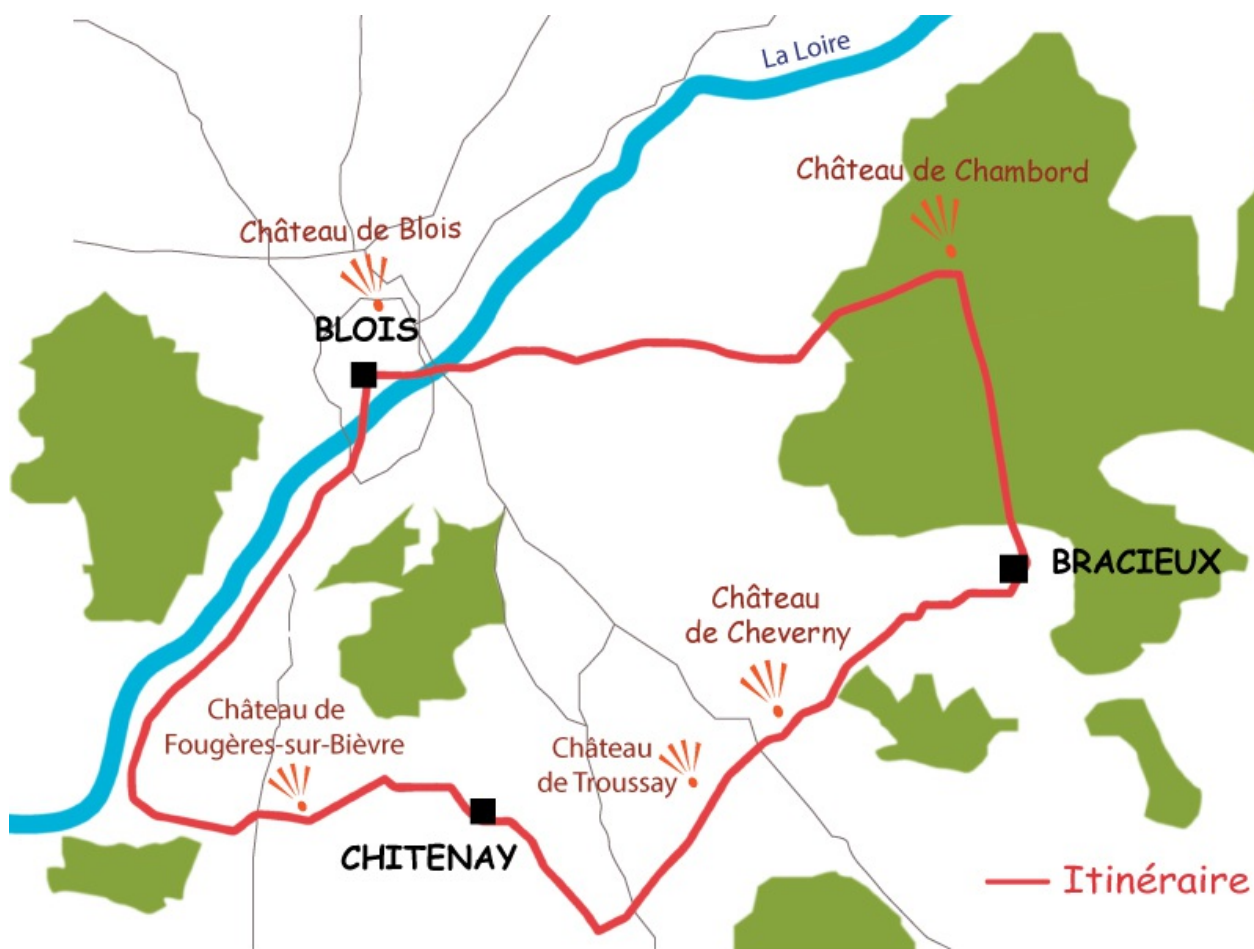 La Loire
Château de Chambord
Château de Blois
BLOIS
BRACIEUX
Château
de Cheverny
Château de
Fougères-sur-Bièvre
Château
de Troussay
CHITENAY
Itinéraire